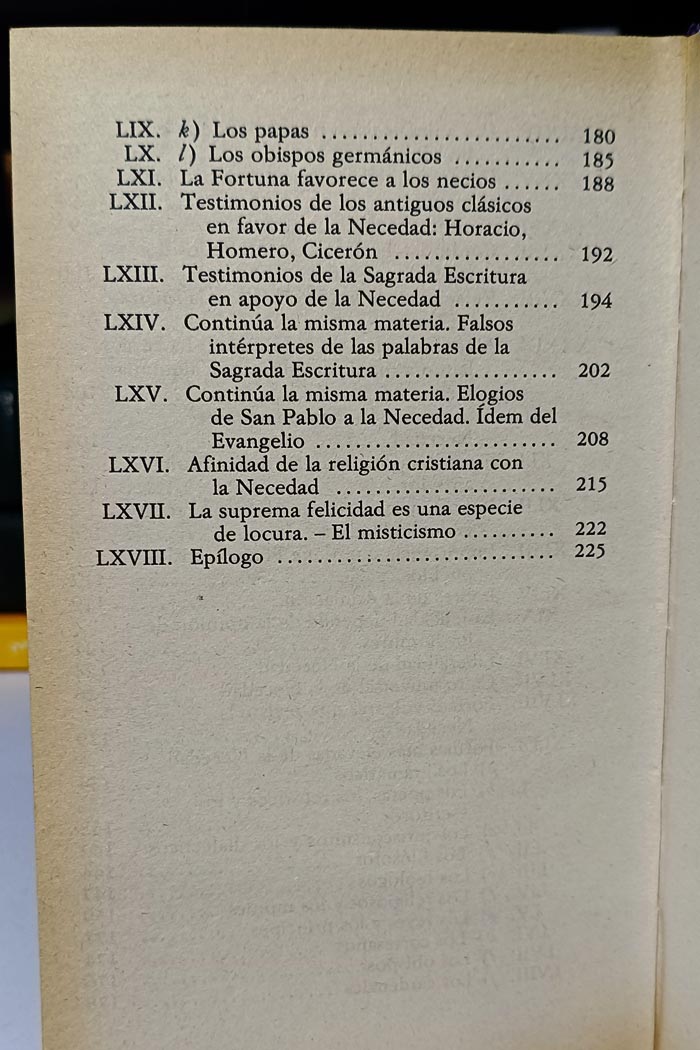 LIX. k) Los papas ........................ 180
LX. l) Los obispos germánicos ........... 185
LXI. La Fortuna favorece a los necios ...... 188
LXII. Testimonios de los antiguos clásicos
en favor de la Necedad: Horacio,
Homero, Cicerón ................. 192
LXIII. Testimonios de la Sagrada Escritura
en apoyo de la Necedad ........... 194
LXIV. Continúa la misma materia. Falsos
intérpretes de las palabras de la
Sagrada Escritura .................. 202
LXV. Continúa la misma materia. Elogios
de San Pablo a la Necedad. Ídem del
Evangelio ......................... 208
LXVI. Afinidad de la religión cristiana con
la Necedad ....................... 215
LXVII. La suprema felicidad es una especie
de locura. – El misticismo .......... 222
LXVIII. Epílogo ............................. 225